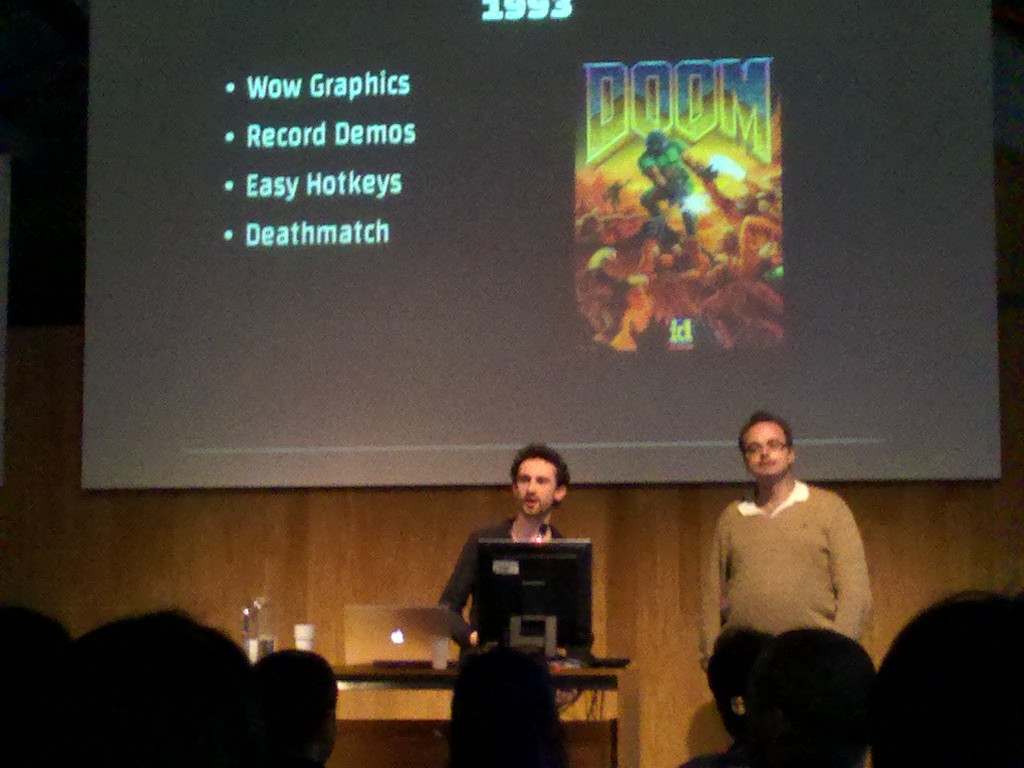 1993
• Wow Graphics
• Record Demos
• Easy Hotkeys
• Deathmatch
DOOM
id